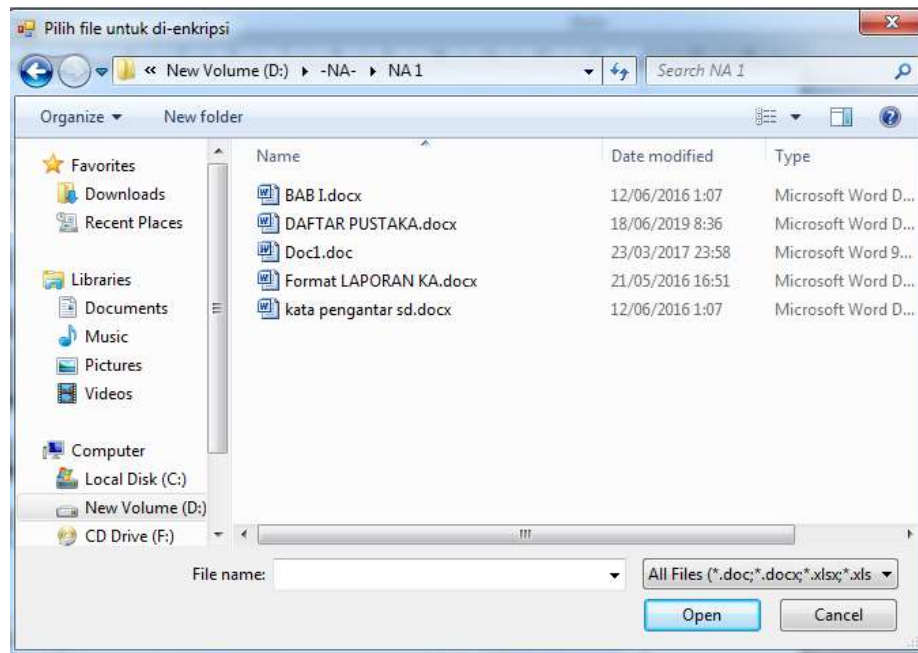 Pilih file untuk di-enkripsi
« New Volume (D:) ▸ -NA- ▸ NA 1
Search NA 1
Organize
New folder
Name
Date modified
Type
Favorites
Downloads
Recent Places
Libraries
Documents
Music
Pictures
Videos
Computer
Local Disk (C:)
New Volume (D:)
CD Drive (F:)
BAB I.docx 12/06/2016 1:07 Microsoft Word D...
DAFTAR PUSTAKA.docx 18/06/2019 8:36 Microsoft Word D...
Doc1.doc 23/03/2017 23:58 Microsoft Word 9...
Format LAPORAN KA.docx 21/05/2016 16:51 Microsoft Word D...
kata pengantar sd.docx 12/06/2016 1:07 Microsoft Word D...
File name:
All Files (*.doc;*.docx;*.xlsx;*.xls
Open
Cancel